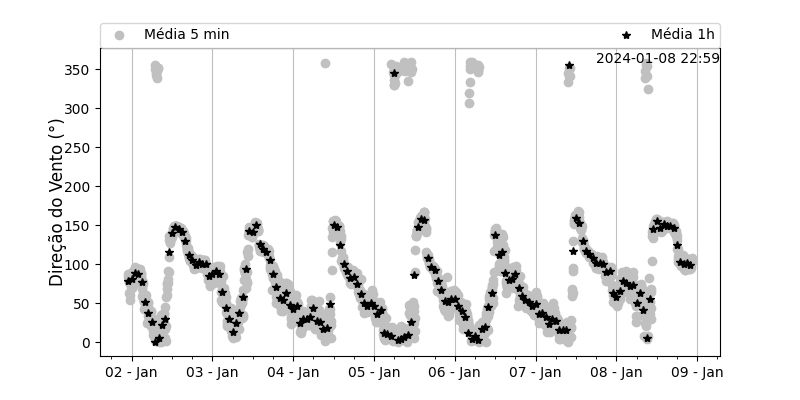 Média 5 min
Média 1h
2024-01-08 22:59
Direção do Vento (°)
350
300
250
200
150
100
50
0
02 - Jan
03 - Jan
04 - Jan
05 - Jan
06 - Jan
07 - Jan
08 - Jan
09 - Jan